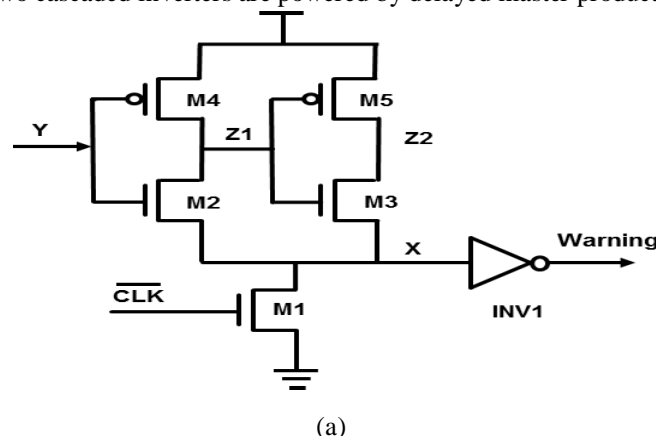 wo cascaded inverters are powered by delayed master product
M4
M5
Y
Z1
Z2
M2
M3
X
Warning
CLK
M1
INV1
(a)